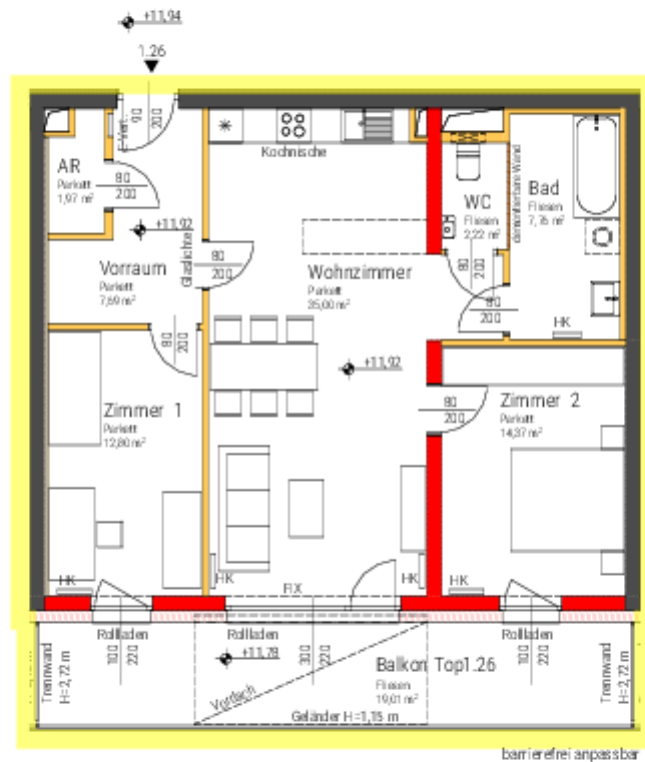 +11,94
1.26
E-Vert.
90
200
Kochnische
AR
Parkett
1,97 m²
80
200
+11,92
Vorraum
Parkett
7,69 m²
Glaslichte
80
200
Wohnzimmer
Parkett
35,00 m²
WC
Fliesen
2,22 m²
demontierbare Wand
Bad
Fliesen
7,76 m²
80
200
80
200
HK
80
200
+11,92
Zimmer 1
Parkett
12,80 m²
80
200
Zimmer 2
Parkett
14,37 m²
HK
HK
FIX
HK
HK
Rollladen
Rollladen
Rollladen
100
220
300
220
100
220
Trennwand
H=2,72 m
+11,78
Vordach
Balkon Top1.26
Fliesen
19,01 m²
Geländer H=1,15 m
Trennwand
H=2,72 m
barrierefrei anpassbar